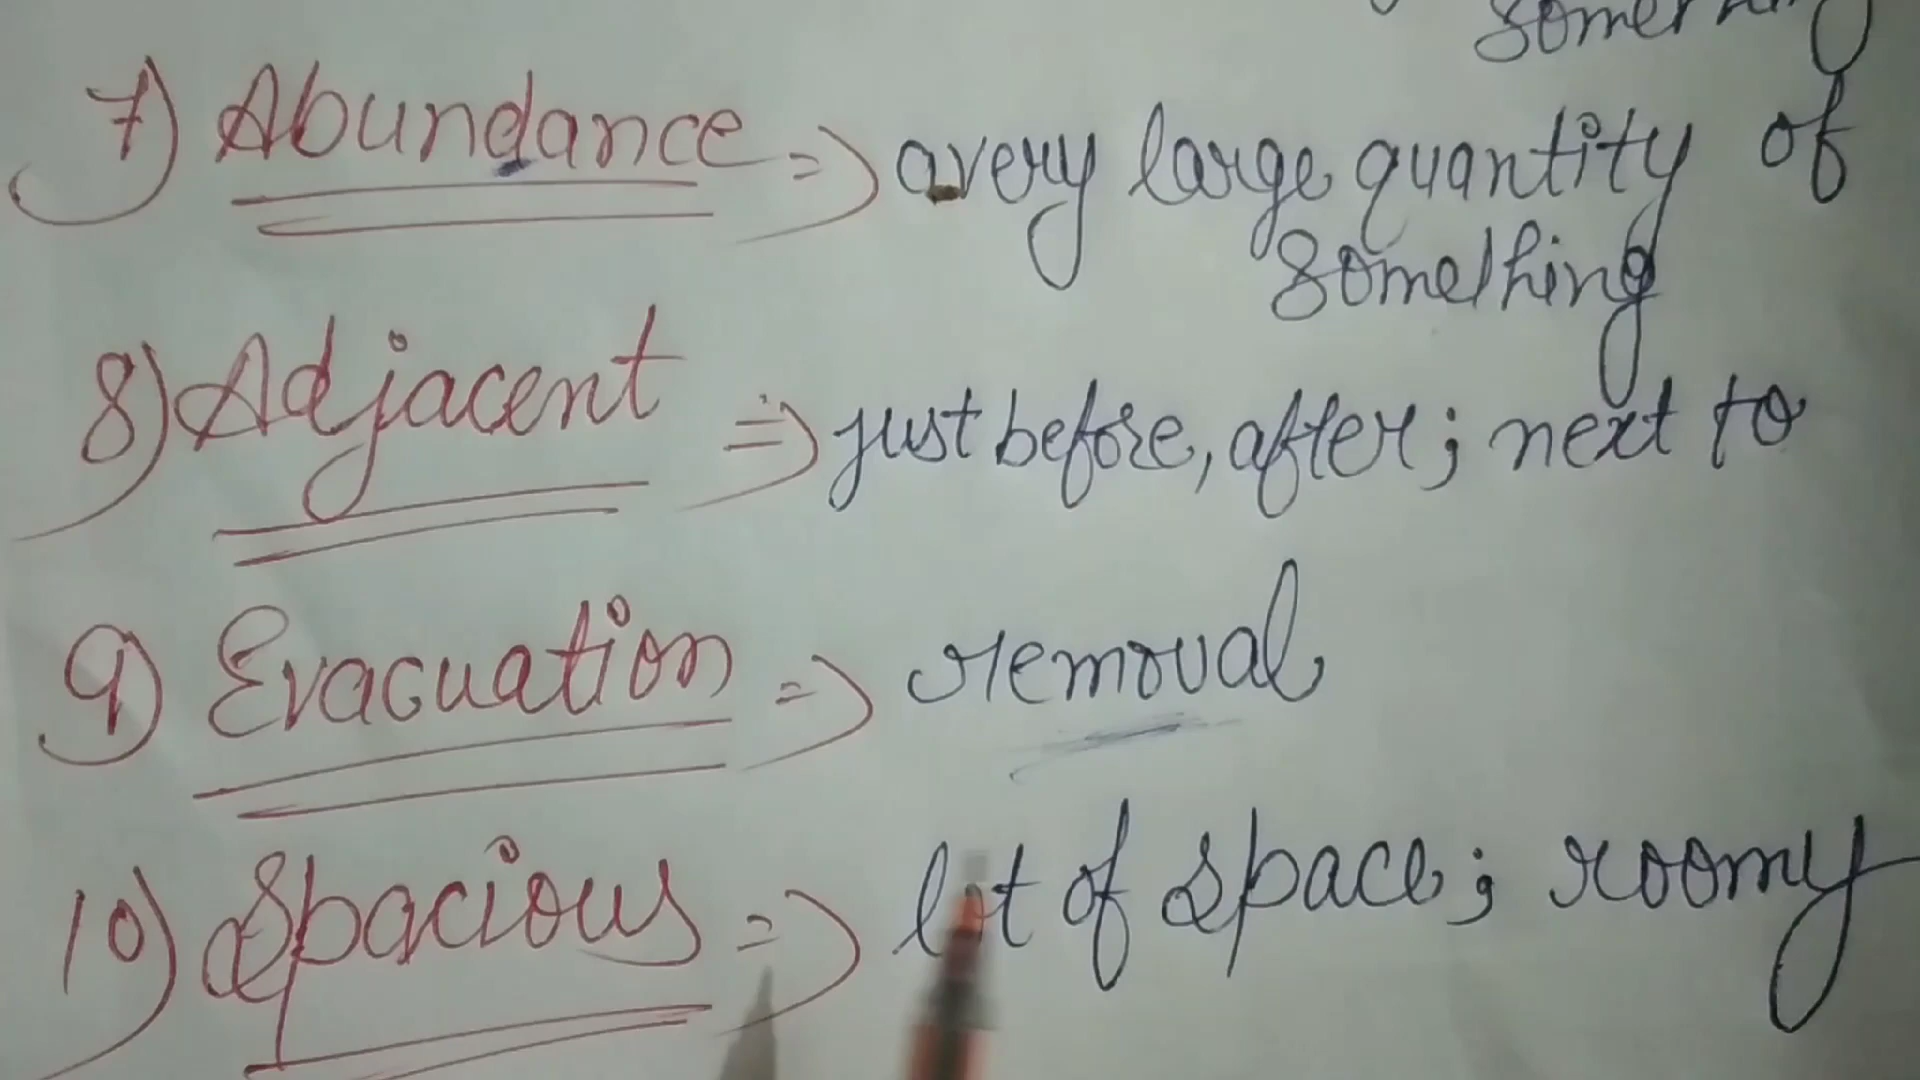 something
7) Abundance => a very large quantity of
something
8) Adjacent => just before, after; next to
9) Evacuation => removal
10) Spacious => lot of space; roomy